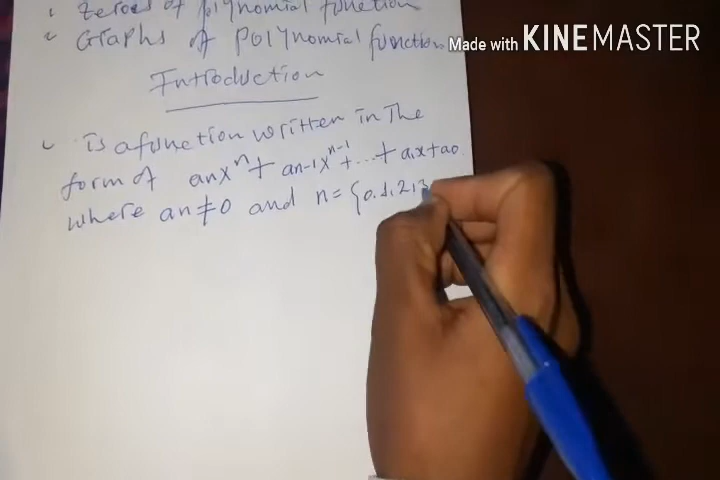 Zeroes of polynomial function
Graphs of polynomial function
Made with KINEMASTER
Introduction
is a function written in The
form of anxⁿ + an-1xⁿ⁻¹ + ... + a1x + a0
where an ≠ 0 and n = {0,1,2,3